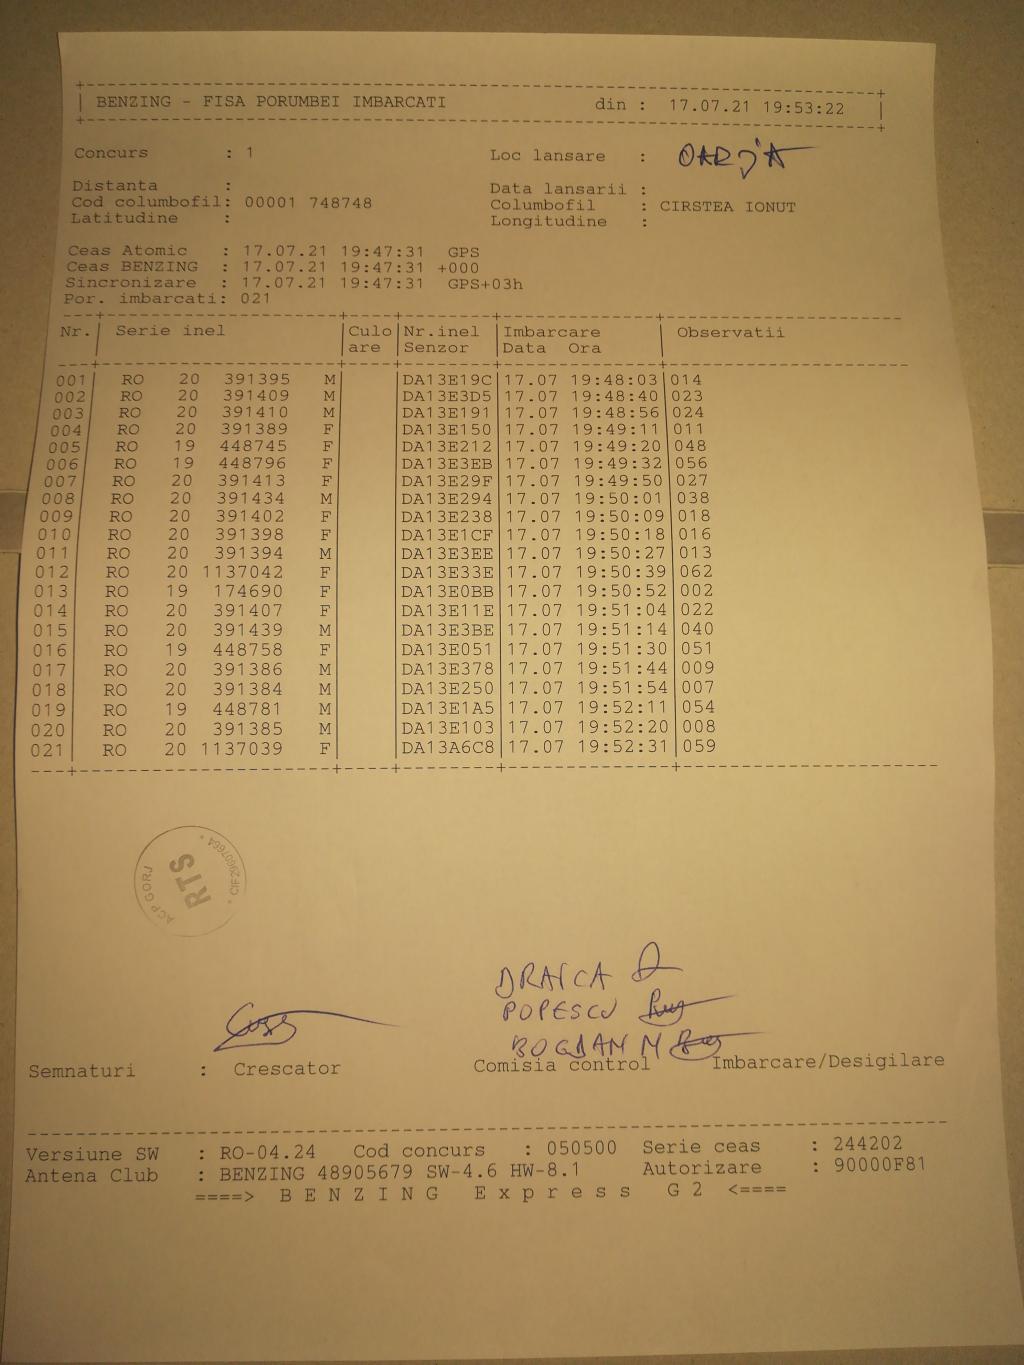 BENZING - FISA PORUMBEI IMBARCATI din : 17.07.21 19:53:22
Concurs : 1 Loc lansare : OARJA
Distanta : Data lansarii :
Cod columbofil: 00001 748748 Columbofil : CIRSTEA IONUT
Latitudine : Longitudine :
Ceas Atomic : 17.07.21 19:47:31 GPS
Ceas BENZING : 17.07.21 19:47:31 +000
Sincronizare : 17.07.21 19:47:31 GPS+03h
Por. imbarcati: 021
Nr. Serie inel Culo Nr.inel Imbarcare Observatii
are Senzor Data Ora
001 RO 20 391395 M DA13E19C 17.07 19:48:03 014
002 RO 20 391409 M DA13E3D5 17.07 19:48:40 023
003 RO 20 391410 M DA13E191 17.07 19:48:56 024
004 RO 20 391389 F DA13E150 17.07 19:49:11 011
005 RO 19 448745 F DA13E212 17.07 19:49:20 048
006 RO 19 448796 F DA13E3EB 17.07 19:49:32 056
007 RO 20 391413 F DA13E29F 17.07 19:49:50 027
008 RO 20 391434 M DA13E294 17.07 19:50:01 038
009 RO 20 391402 F DA13E238 17.07 19:50:09 018
010 RO 20 391398 F DA13E1CF 17.07 19:50:18 016
011 RO 20 391394 M DA13E3EE 17.07 19:50:27 013
012 RO 20 1137042 F DA13E33E 17.07 19:50:39 062
013 RO 19 174690 F DA13E0BB 17.07 19:50:52 002
014 RO 20 391407 F DA13E11E 17.07 19:51:04 022
015 RO 20 391439 M DA13E3BE 17.07 19:51:14 040
016 RO 19 448758 F DA13E051 17.07 19:51:30 051
017 RO 20 391386 M DA13E378 17.07 19:51:44 009
018 RO 20 391384 M DA13E250 17.07 19:51:54 007
019 RO 19 448781 M DA13E1A5 17.07 19:52:11 054
020 RO 20 391385 M DA13E103 17.07 19:52:20 008
021 RO 20 1137039 F DA13A6C8 17.07 19:52:31 059
ACP GORJ * CIF29607664 *
RTS
DRAICA
POPESCU
BOGDAN M
Semnaturi : Crescator Comisia control Imbarcare/Desigilare
Versiune SW : RO-04.24 Cod concurs : 050500 Serie ceas : 244202
Antena Club : BENZING 48905679 SW-4.6 HW-8.1 Autorizare : 90000F81
====> B E N Z I N G E x p r e s s G 2 <====